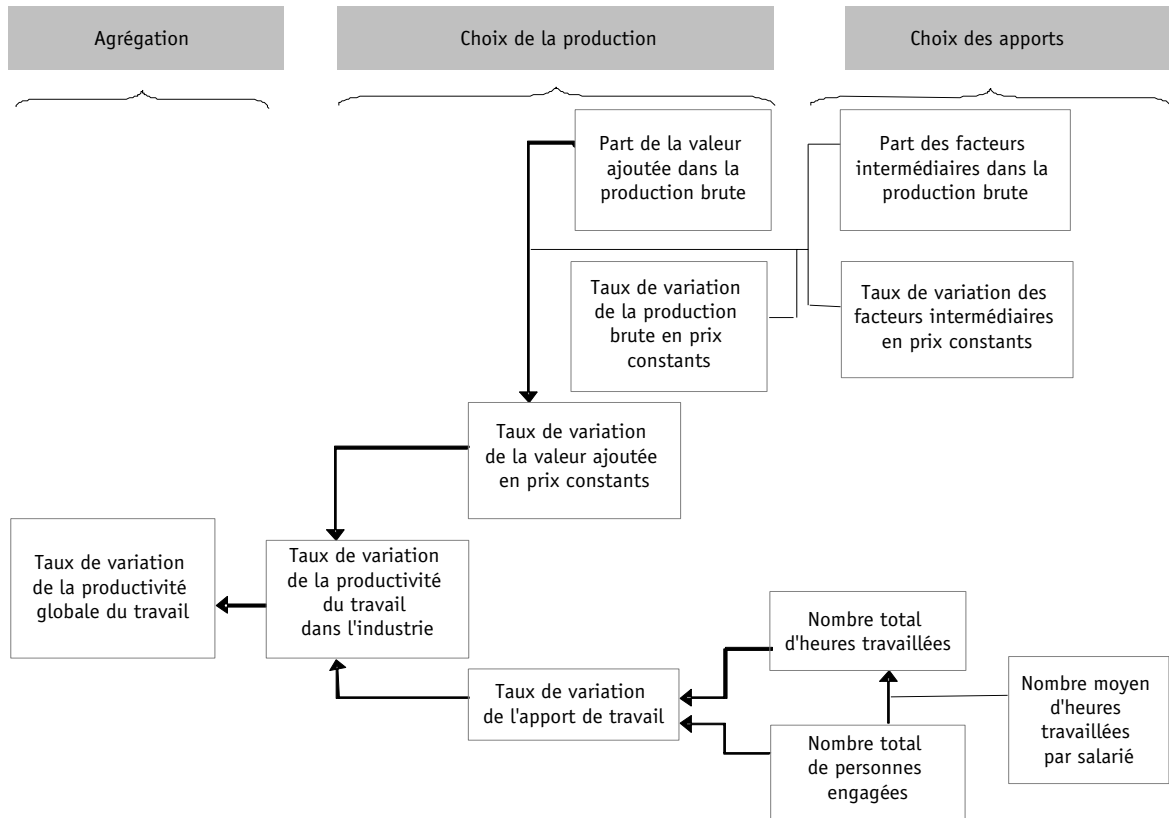 Agrégation
Choix de la production
Choix des apports
Part de la valeur
ajoutée dans la
production brute
Part des facteurs
intermédiaires dans la
production brute
Taux de variation
de la production
brute en prix
constants
Taux de variation des
facteurs intermédiaires
en prix constants
Taux de variation
de la valeur ajoutée
en prix constants
Taux de variation
de la productivité
globale du travail
Taux de variation
de la productivité
du travail
dans l'industrie
Nombre total
d'heures travaillées
Taux de variation
de l'apport de travail
Nombre moyen
d'heures
travaillées
par salarié
Nombre total
de personnes
engagées